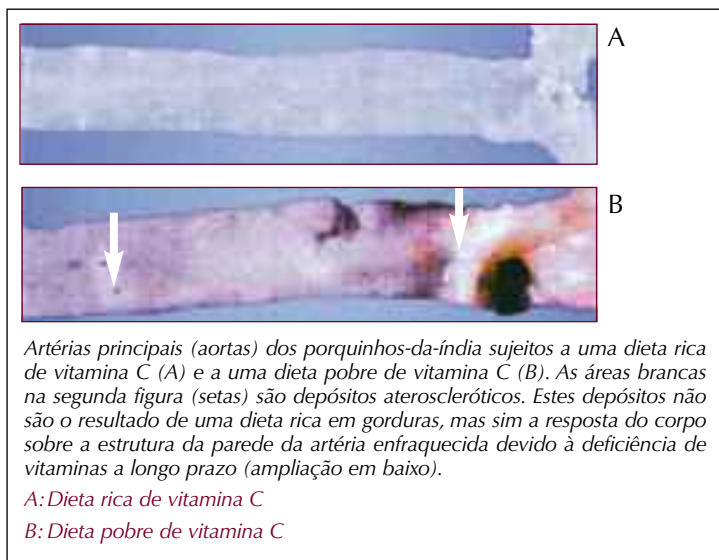 A
B
Artérias principais (aortas) dos porquinhos-da-índia sujeitos a uma dieta rica
de vitamina C (A) e a uma dieta pobre de vitamina C (B). As áreas brancas
na segunda figura (setas) são depósitos ateroscleróticos. Estes depósitos não
são o resultado de uma dieta rica em gorduras, mas sim a resposta do corpo
sobre a estrutura da parede da artéria enfraquecida devido à deficiência de
vitaminas a longo prazo (ampliação em baixo).
A: Dieta rica de vitamina C
B: Dieta pobre de vitamina C